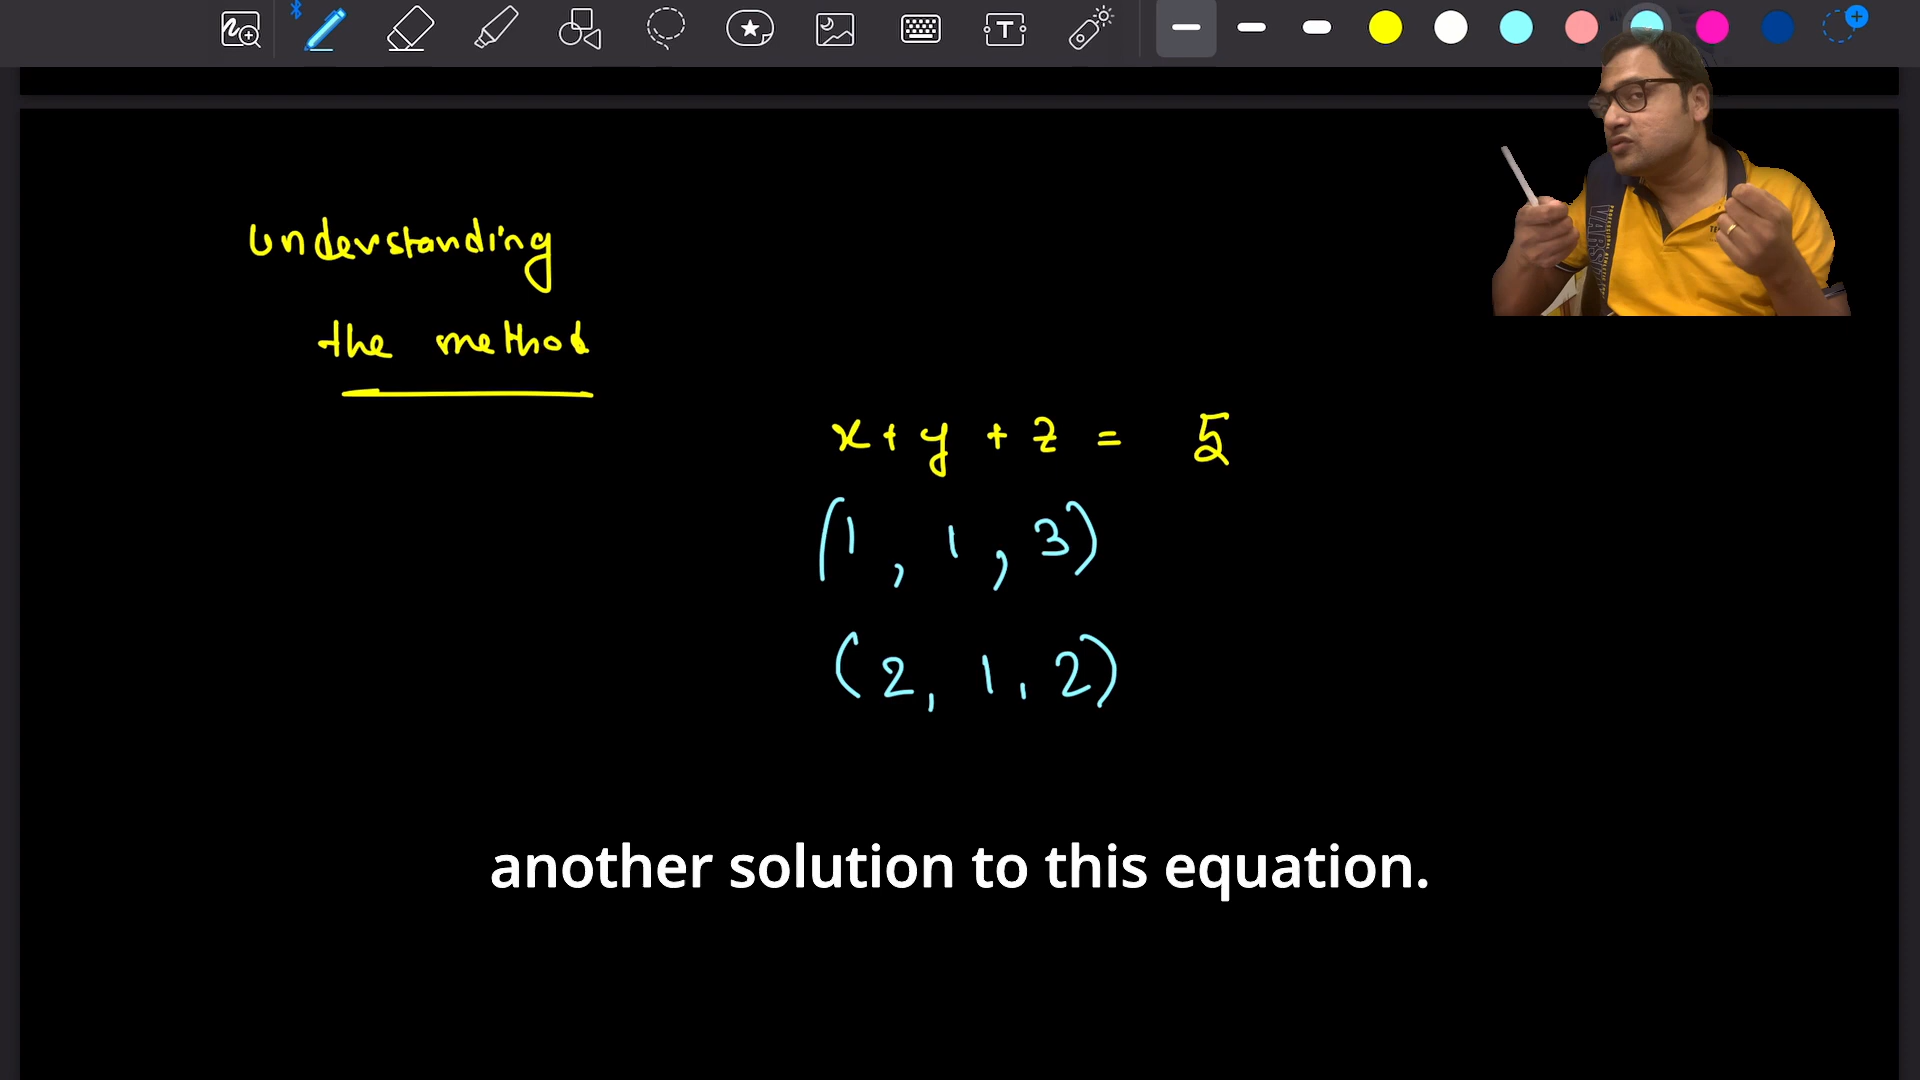 understanding
the method
x + y + z = 5
(1, 1, 3)
(2, 1, 2)
another solution to this equation.